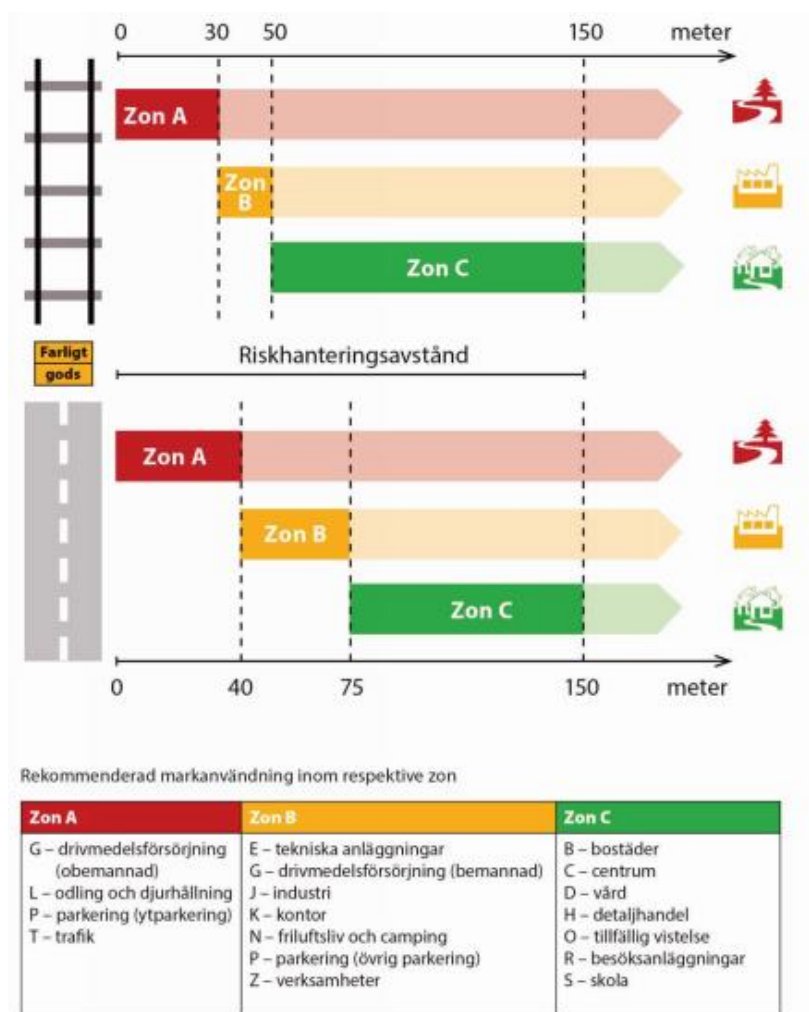 0 30 50 150 meter
Zon A
Zon
B
Zon C
Farligt
gods
Riskhanteringsavstånd
Zon A
Zon B
Zon C
0 40 75 150 meter
Rekommenderad markanvändning inom respektive zon
Zon A
G – drivmedelsförsörjning
(obemannad)
L – odling och djurhållning
P – parkering (ytparkering)
T – trafik
Zon B
E – tekniska anläggningar
G – drivmedelsförsörjning (bemannad)
J – industri
K – kontor
N – friluftsliv och camping
P – parkering (övrig parkering)
Z – verksamheter
Zon C
B – bostäder
C – centrum
D – vård
H – detaljhandel
O – tillfällig vistelse
R – besöksanläggningar
S – skola